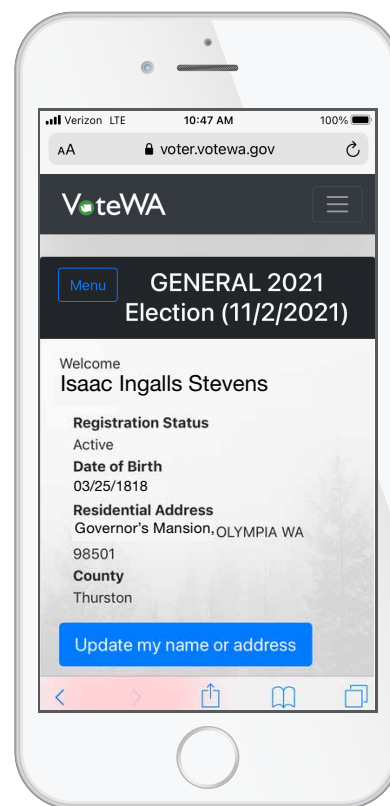 Verizon LTE 10:47 AM 100%
AA voter.votewa.gov
VoteWA
Menu
GENERAL 2021
Election (11/2/2021)
Welcome
Isaac Ingalls Stevens
Registration Status
Active
Date of Birth
03/25/1818
Residential Address
Governor's Mansion, OLYMPIA WA
98501
County
Thurston
Update my name or address